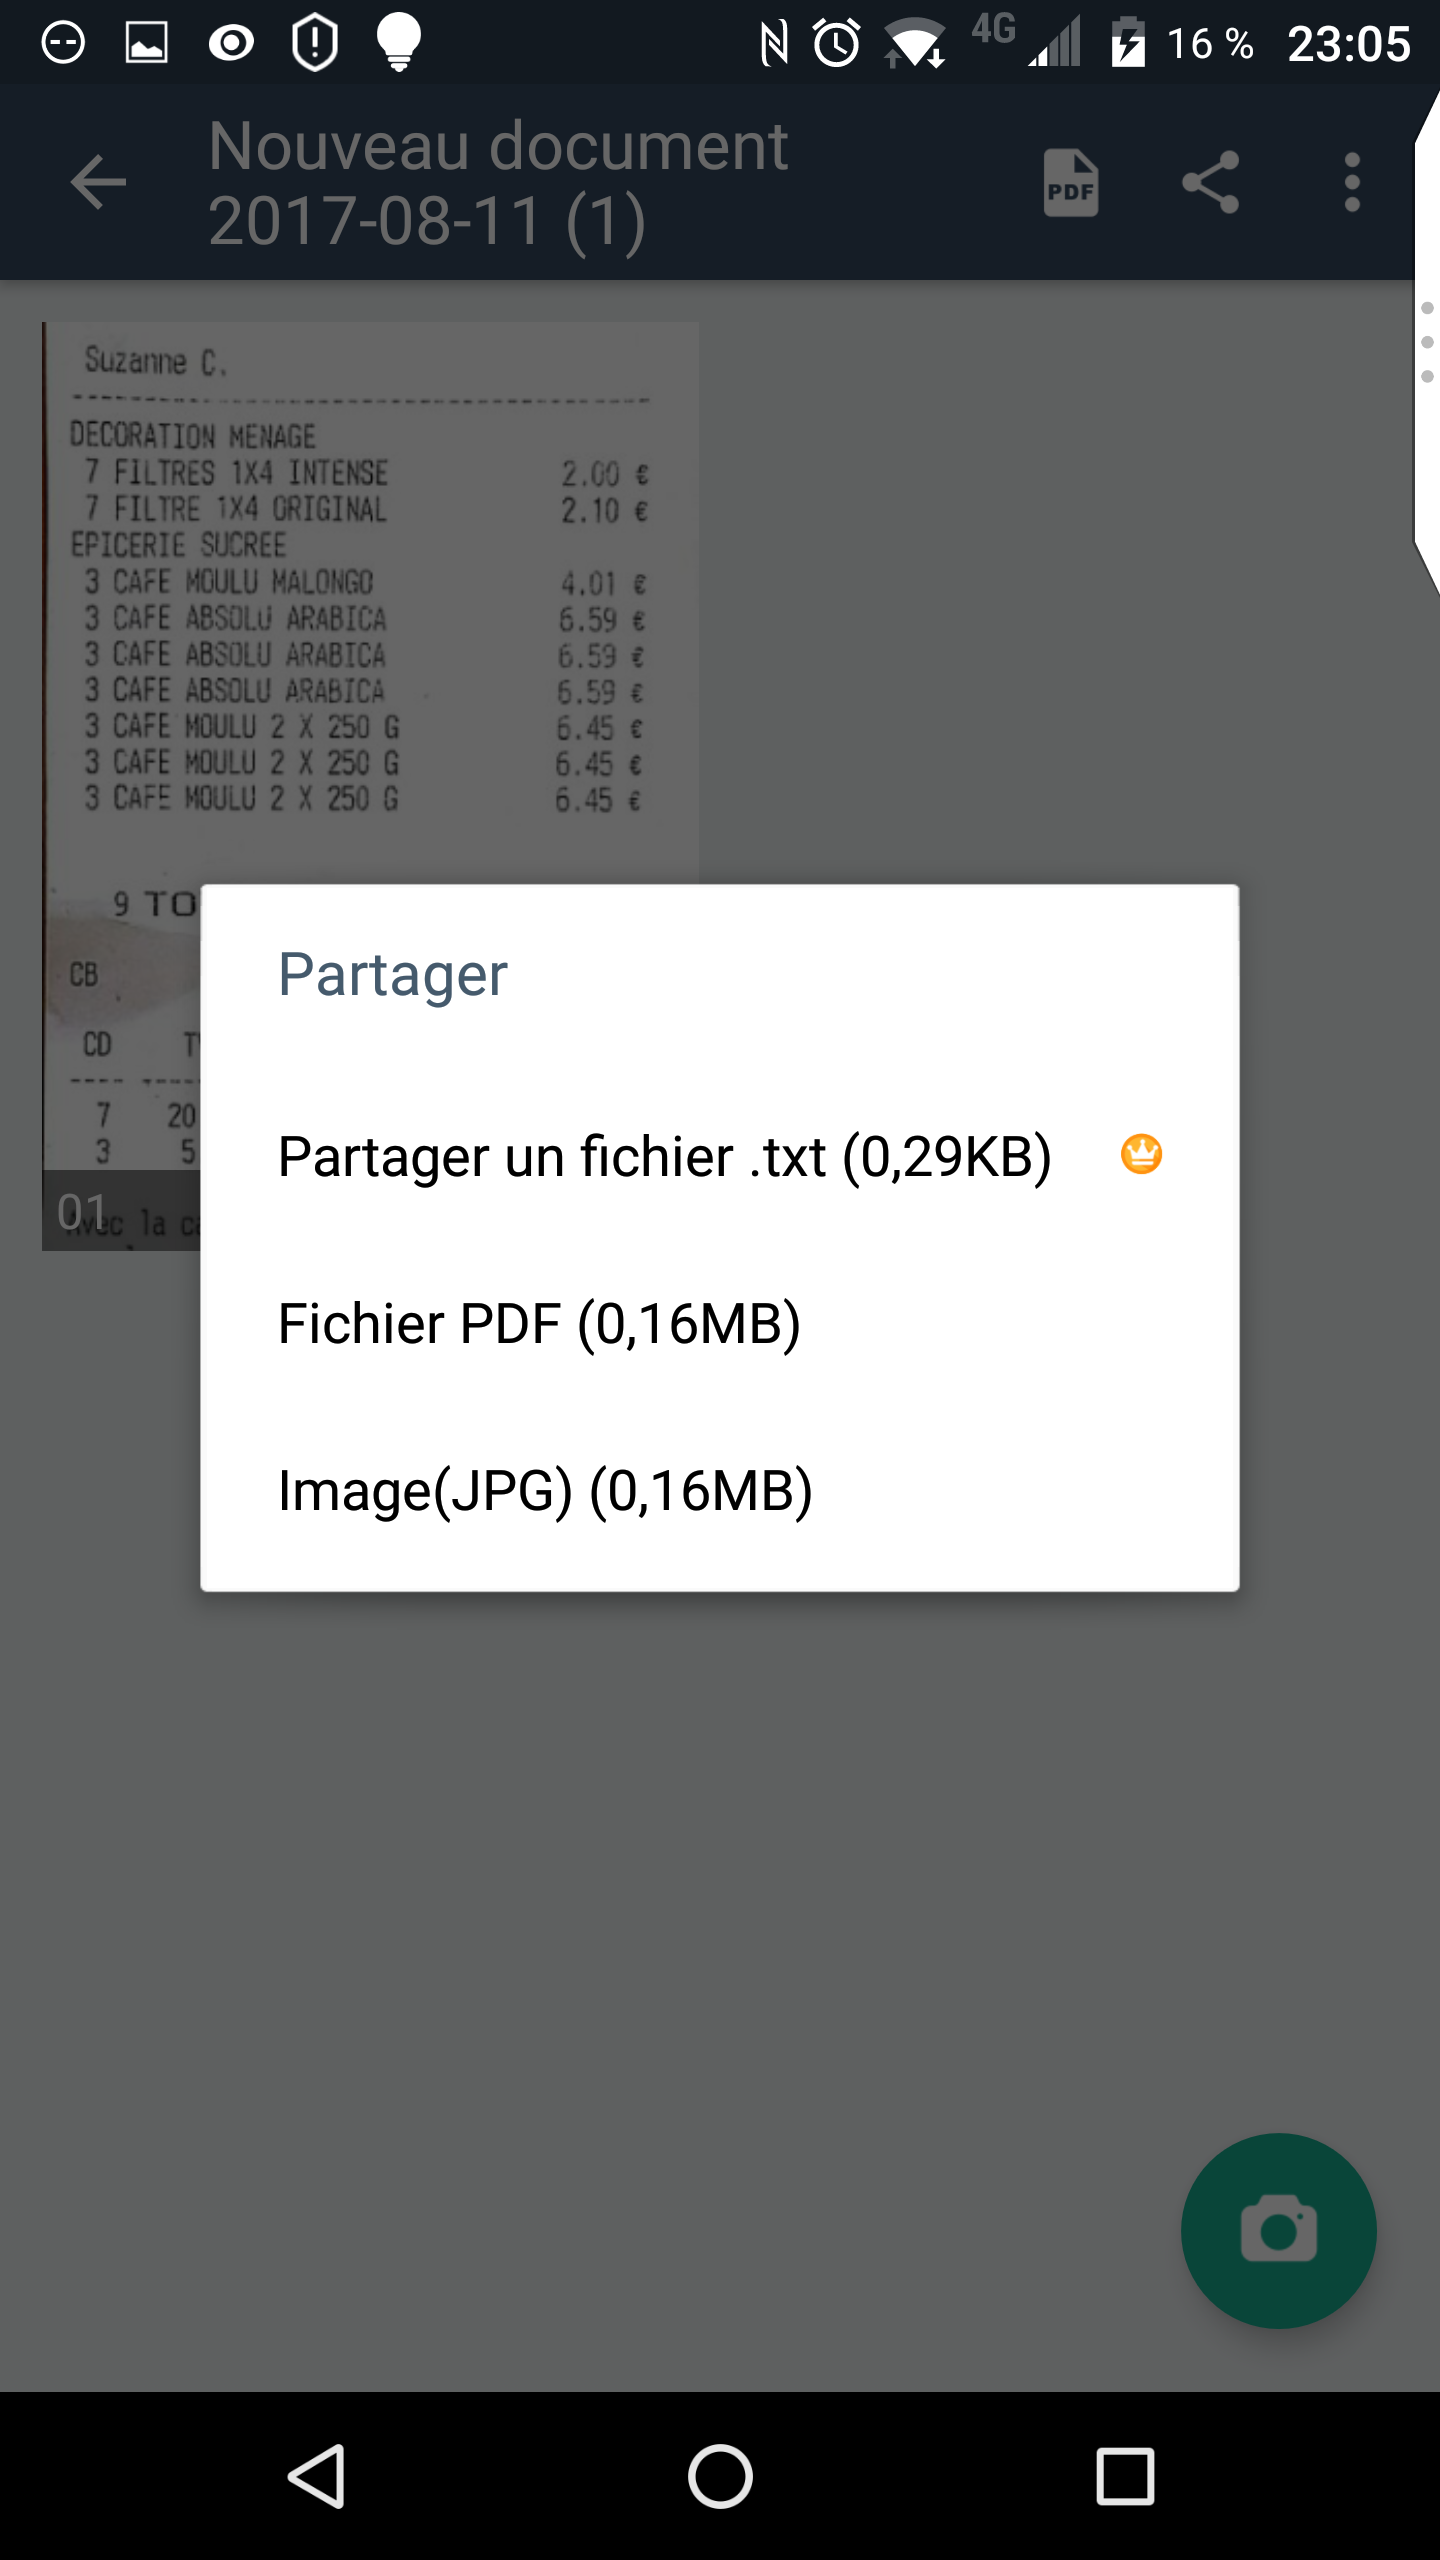 4G 16 % 23:05
Nouveau document
2017-08-11 (1)
PDF
Suzanne C.
DECORATION MENAGE
7 FILTRES 1X4 INTENSE 2.00 €
7 FILTRE 1X4 ORIGINAL 2.10 €
EPICERIE SUCREE
3 CAFE MOULU MALONGO 4.01 €
3 CAFE ABSOLU ARABICA 6.59 €
3 CAFE ABSOLU ARABICA 6.59 €
3 CAFE ABSOLU ARABICA 6.59 €
3 CAFE MOULU 2 X 250 G 6.45 €
3 CAFE MOULU 2 X 250 G 6.45 €
3 CAFE MOULU 2 X 250 G 6.45 €
9 TO
CB
CD T
7 20
3 5
01
Avec la ca
Partager
Partager un fichier .txt (0,29KB)
Fichier PDF (0,16MB)
Image(JPG) (0,16MB)